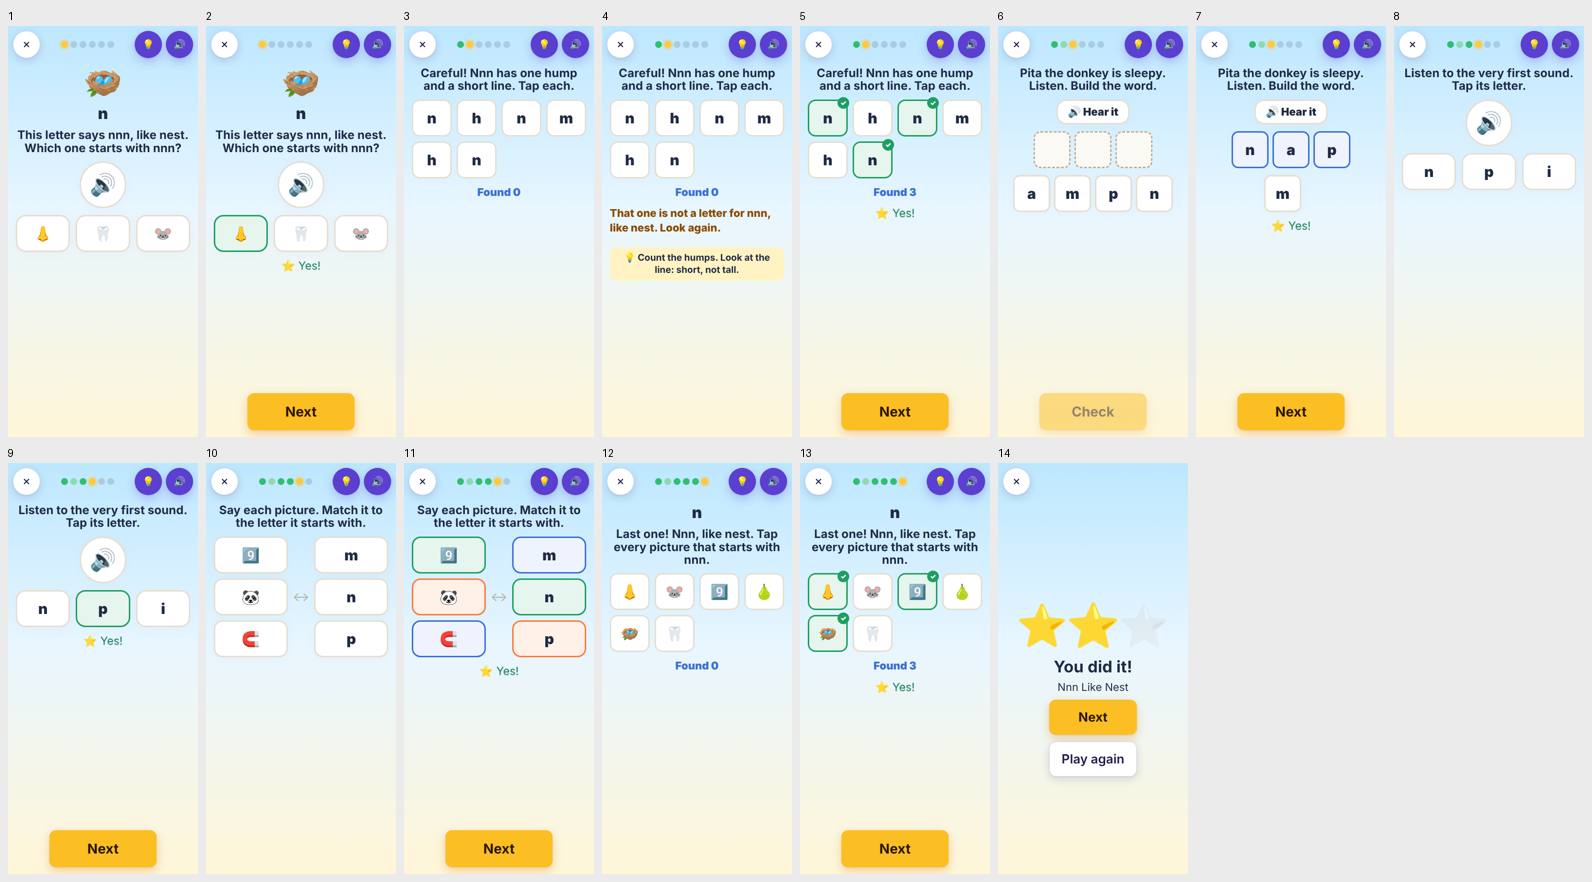 1
n
This letter says nnn, like nest.
Which one starts with nnn?
2
n
This letter says nnn, like nest.
Which one starts with nnn?
⭐ Yes!
Next
3
Careful! Nnn has one hump
and a short line. Tap each.
n h n m
h n
Found 0
4
Careful! Nnn has one hump
and a short line. Tap each.
n h n m
h n
Found 0
That one is not a letter for nnn,
like nest. Look again.
💡 Count the humps. Look at the
line: short, not tall.
5
Careful! Nnn has one hump
and a short line. Tap each.
n h n m
h n
Found 3
⭐ Yes!
Next
6
Pita the donkey is sleepy.
Listen. Build the word.
🔊 Hear it
a m p n
Check
7
Pita the donkey is sleepy.
Listen. Build the word.
🔊 Hear it
n a p
m
⭐ Yes!
Next
8
Listen to the very first sound.
Tap its letter.
n p i
9
Listen to the very first sound.
Tap its letter.
n p i
⭐ Yes!
Next
10
Say each picture. Match it to
the letter it starts with.
9 m
n
p
11
Say each picture. Match it to
the letter it starts with.
9 m
n
p
⭐ Yes!
Next
12
n
Last one! Nnn, like nest. Tap
every picture that starts with
nnn.
9
Found 0
13
n
Last one! Nnn, like nest. Tap
every picture that starts with
nnn.
9
Found 3
⭐ Yes!
Next
14
You did it!
Nnn Like Nest
Next
Play again